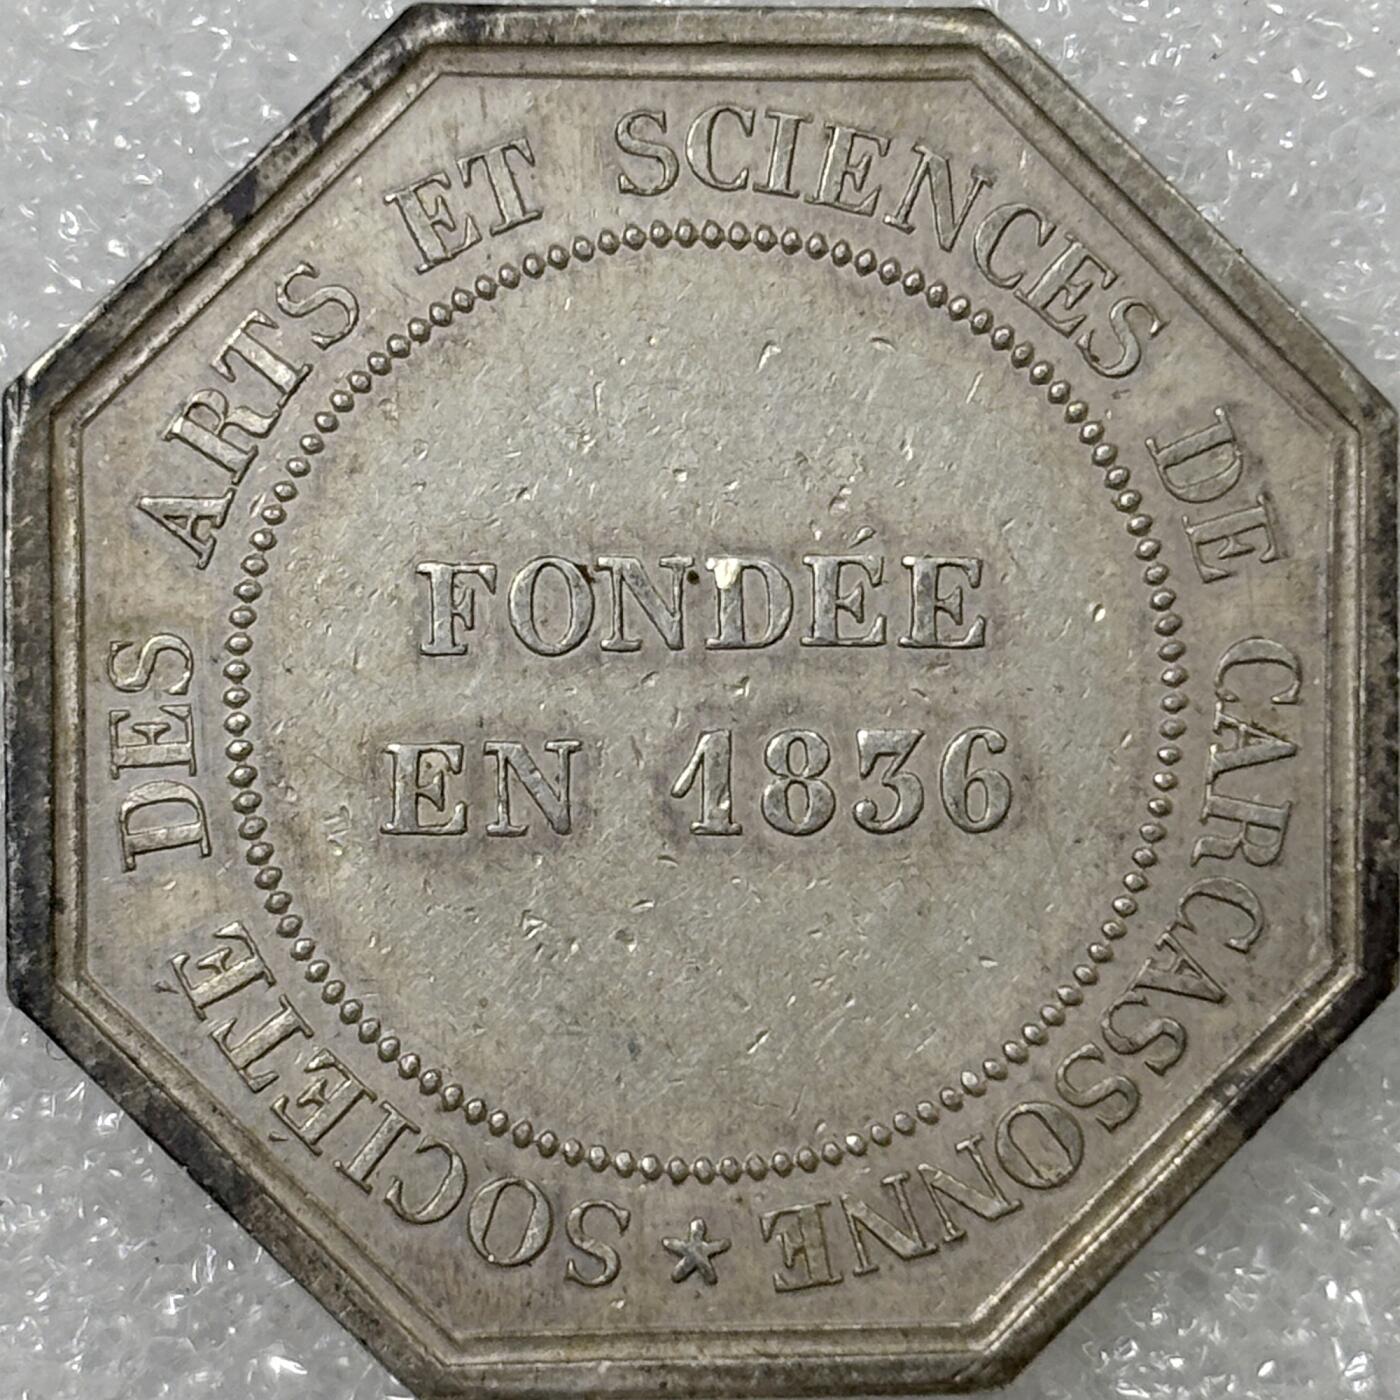 SOCIÉTÉ DES ARTS ET SCIENCES DE CARCASSONNE
FONDÉE
EN 1836